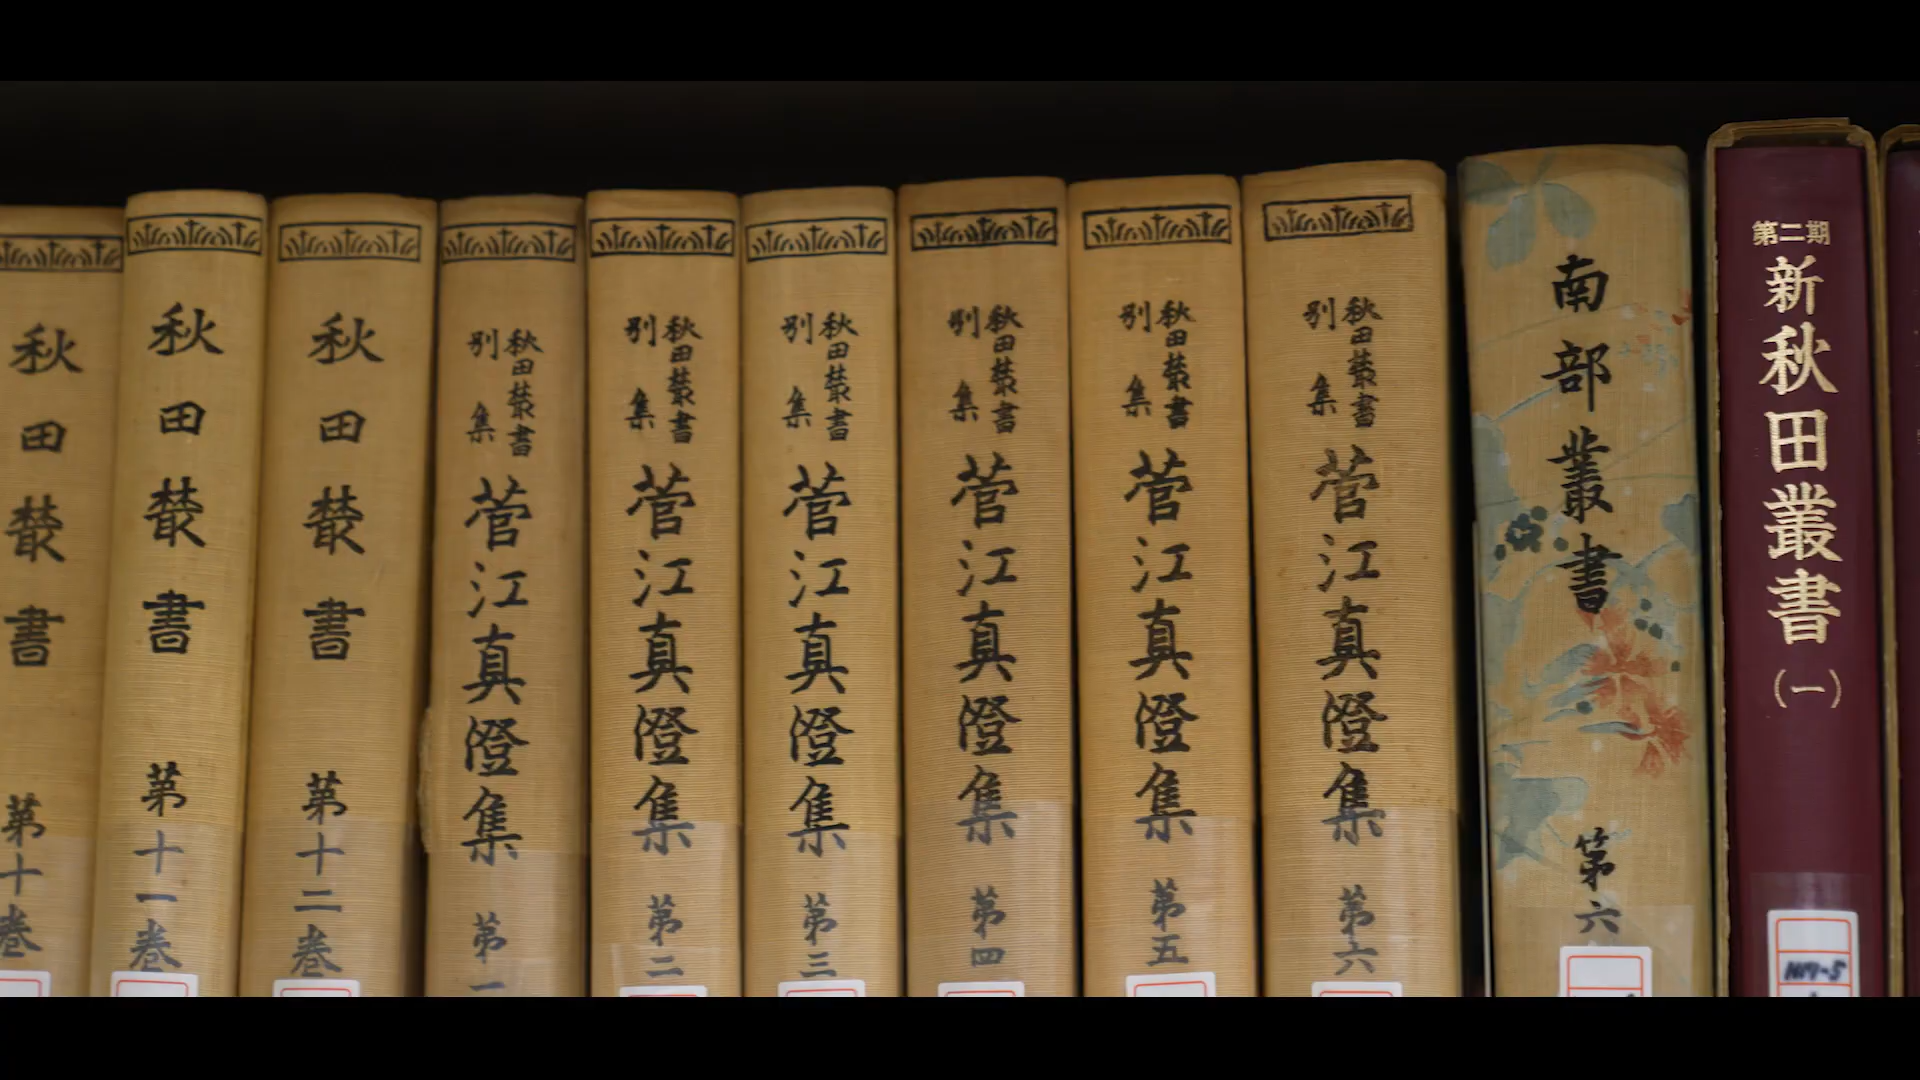 秋田叢書
第十巻
秋田叢書
第十一巻
秋田叢書
第十二巻
秋田叢書
別集
菅江真澄集
第一
秋田叢書
別集
菅江真澄集
第二
秋田叢書
別集
菅江真澄集
第三
秋田叢書
別集
菅江真澄集
第四
秋田叢書
別集
菅江真澄集
第五
秋田叢書
別集
菅江真澄集
第六
南部叢書
第六
第二期
新秋田叢書
(一)